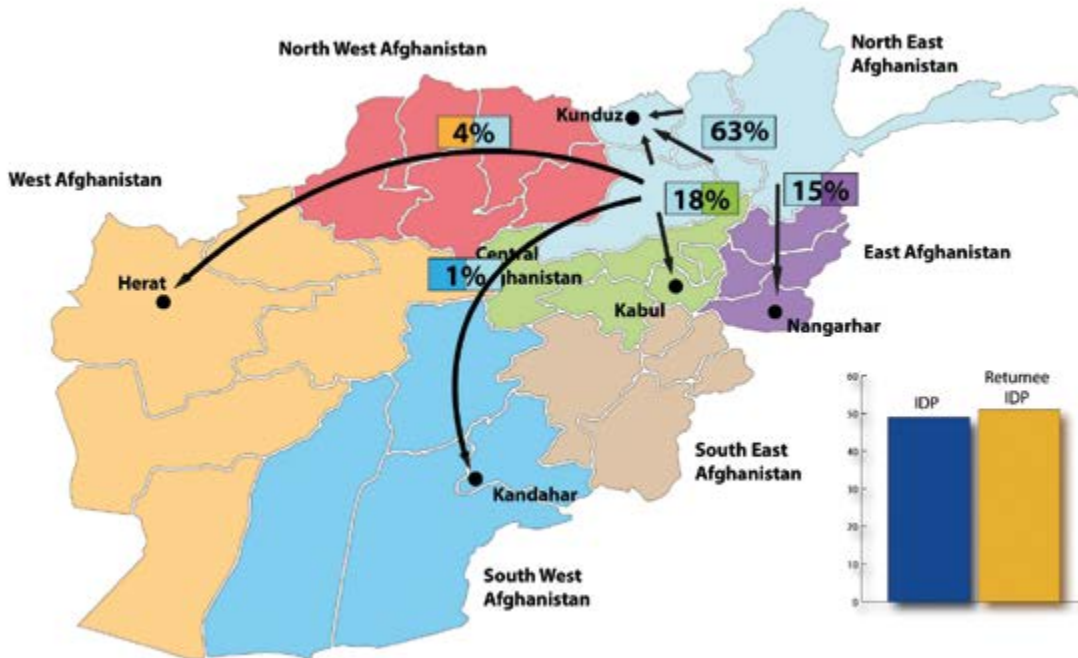 North West Afghanistan
North East
Afghanistan
Kunduz
4%
63%
West Afghanistan
18%
15%
Central
Afghanistan
East Afghanistan
1%
Herat
Kabul
Nangarhar
South East
Afghanistan
Kandahar
South West
Afghanistan
IDP
Returnee
IDP
60
50
40
30
20
10
0